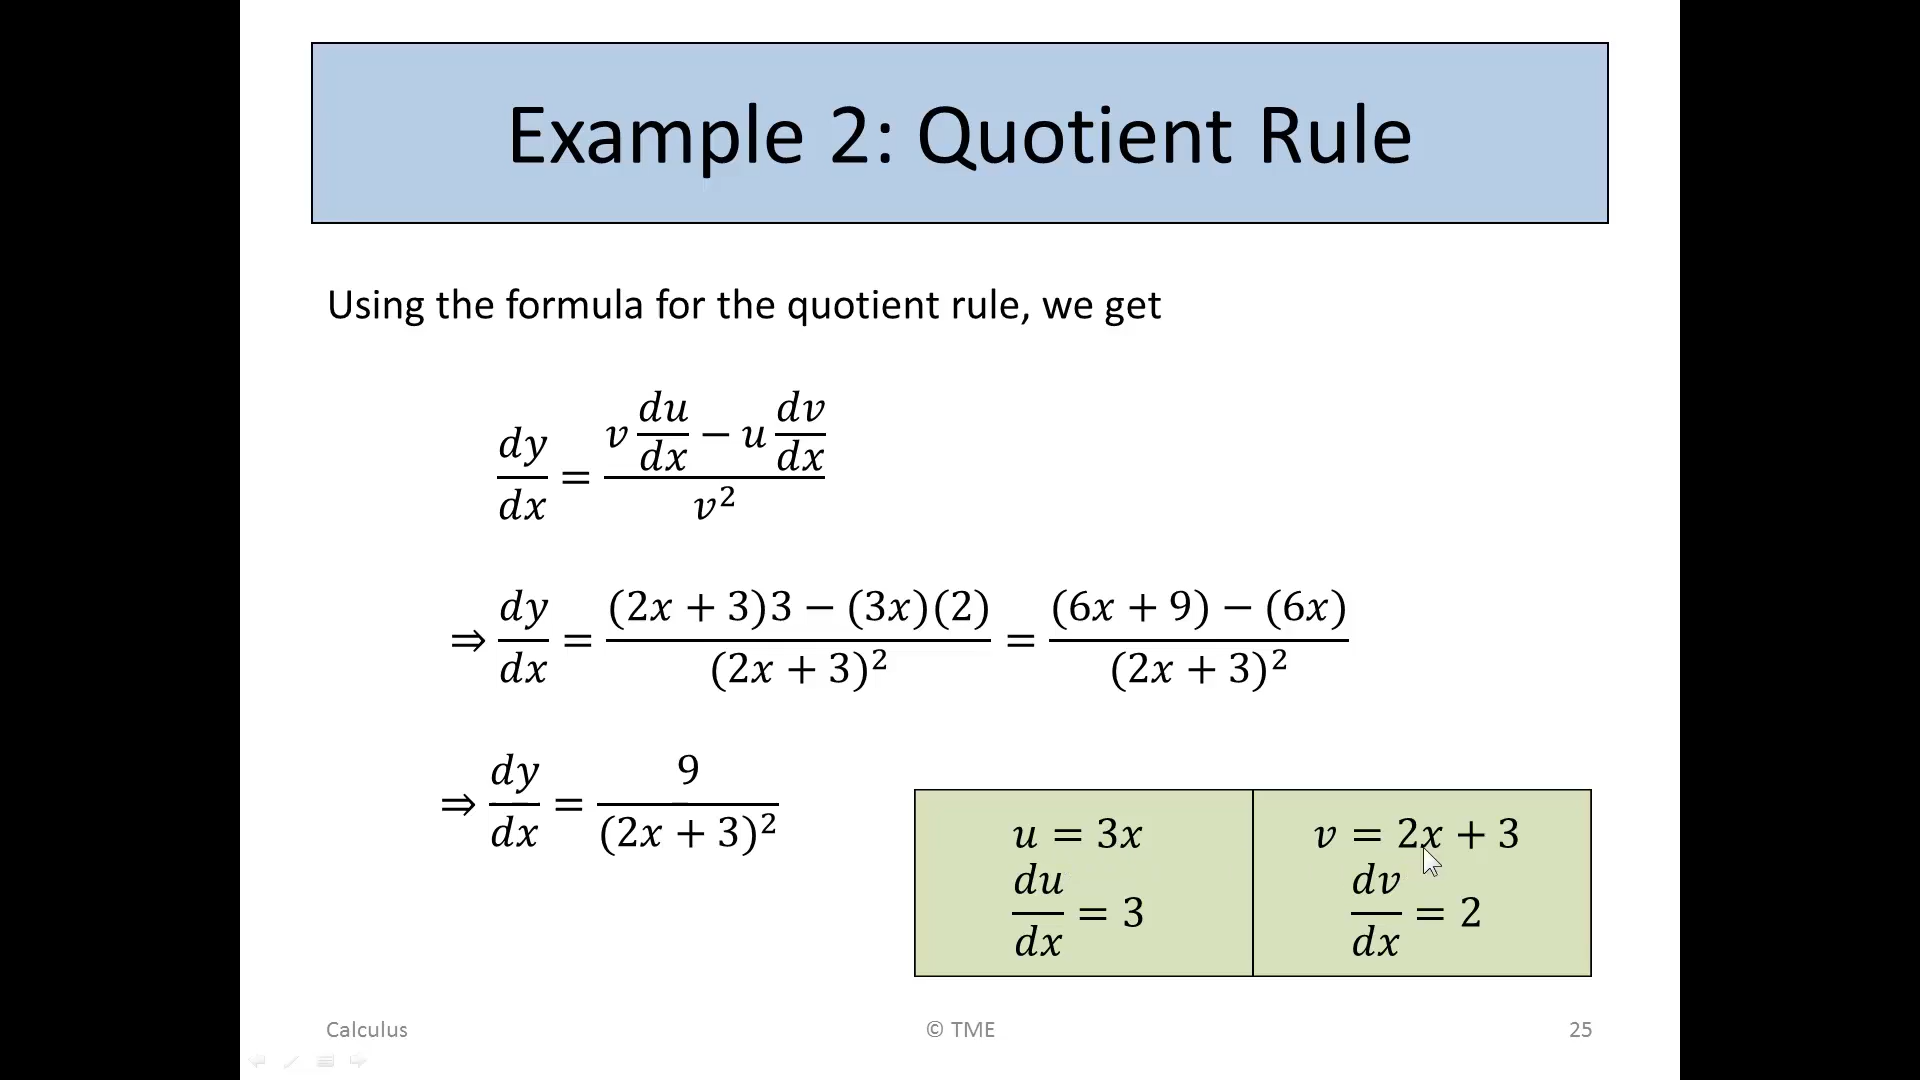 Example 2: Quotient Rule
Using the formula for the quotient rule, we get
dy/dx = (v du/dx − u dv/dx) / v²
⇒ dy/dx = ((2x + 3)3 − (3x)(2)) / (2x + 3)² = ((6x + 9) − (6x)) / (2x + 3)²
⇒ dy/dx = 9 / (2x + 3)²
u = 3x
du/dx = 3
v = 2x + 3
dv/dx = 2
Calculus
© TME
25